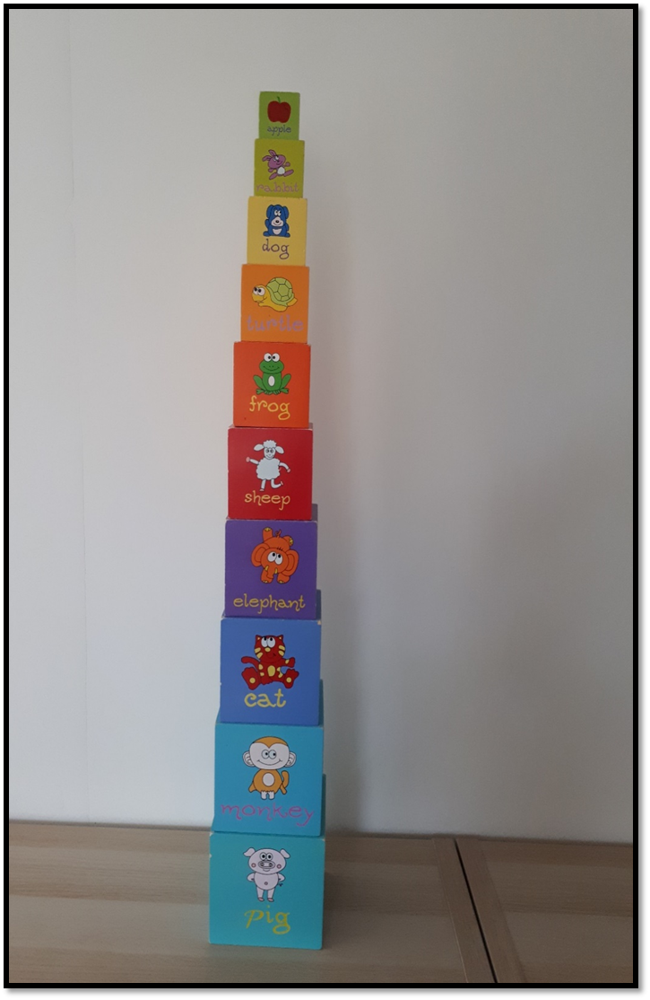 apple
rabbit
dog
turtle
frog
sheep
elephant
cat
monkey
pig